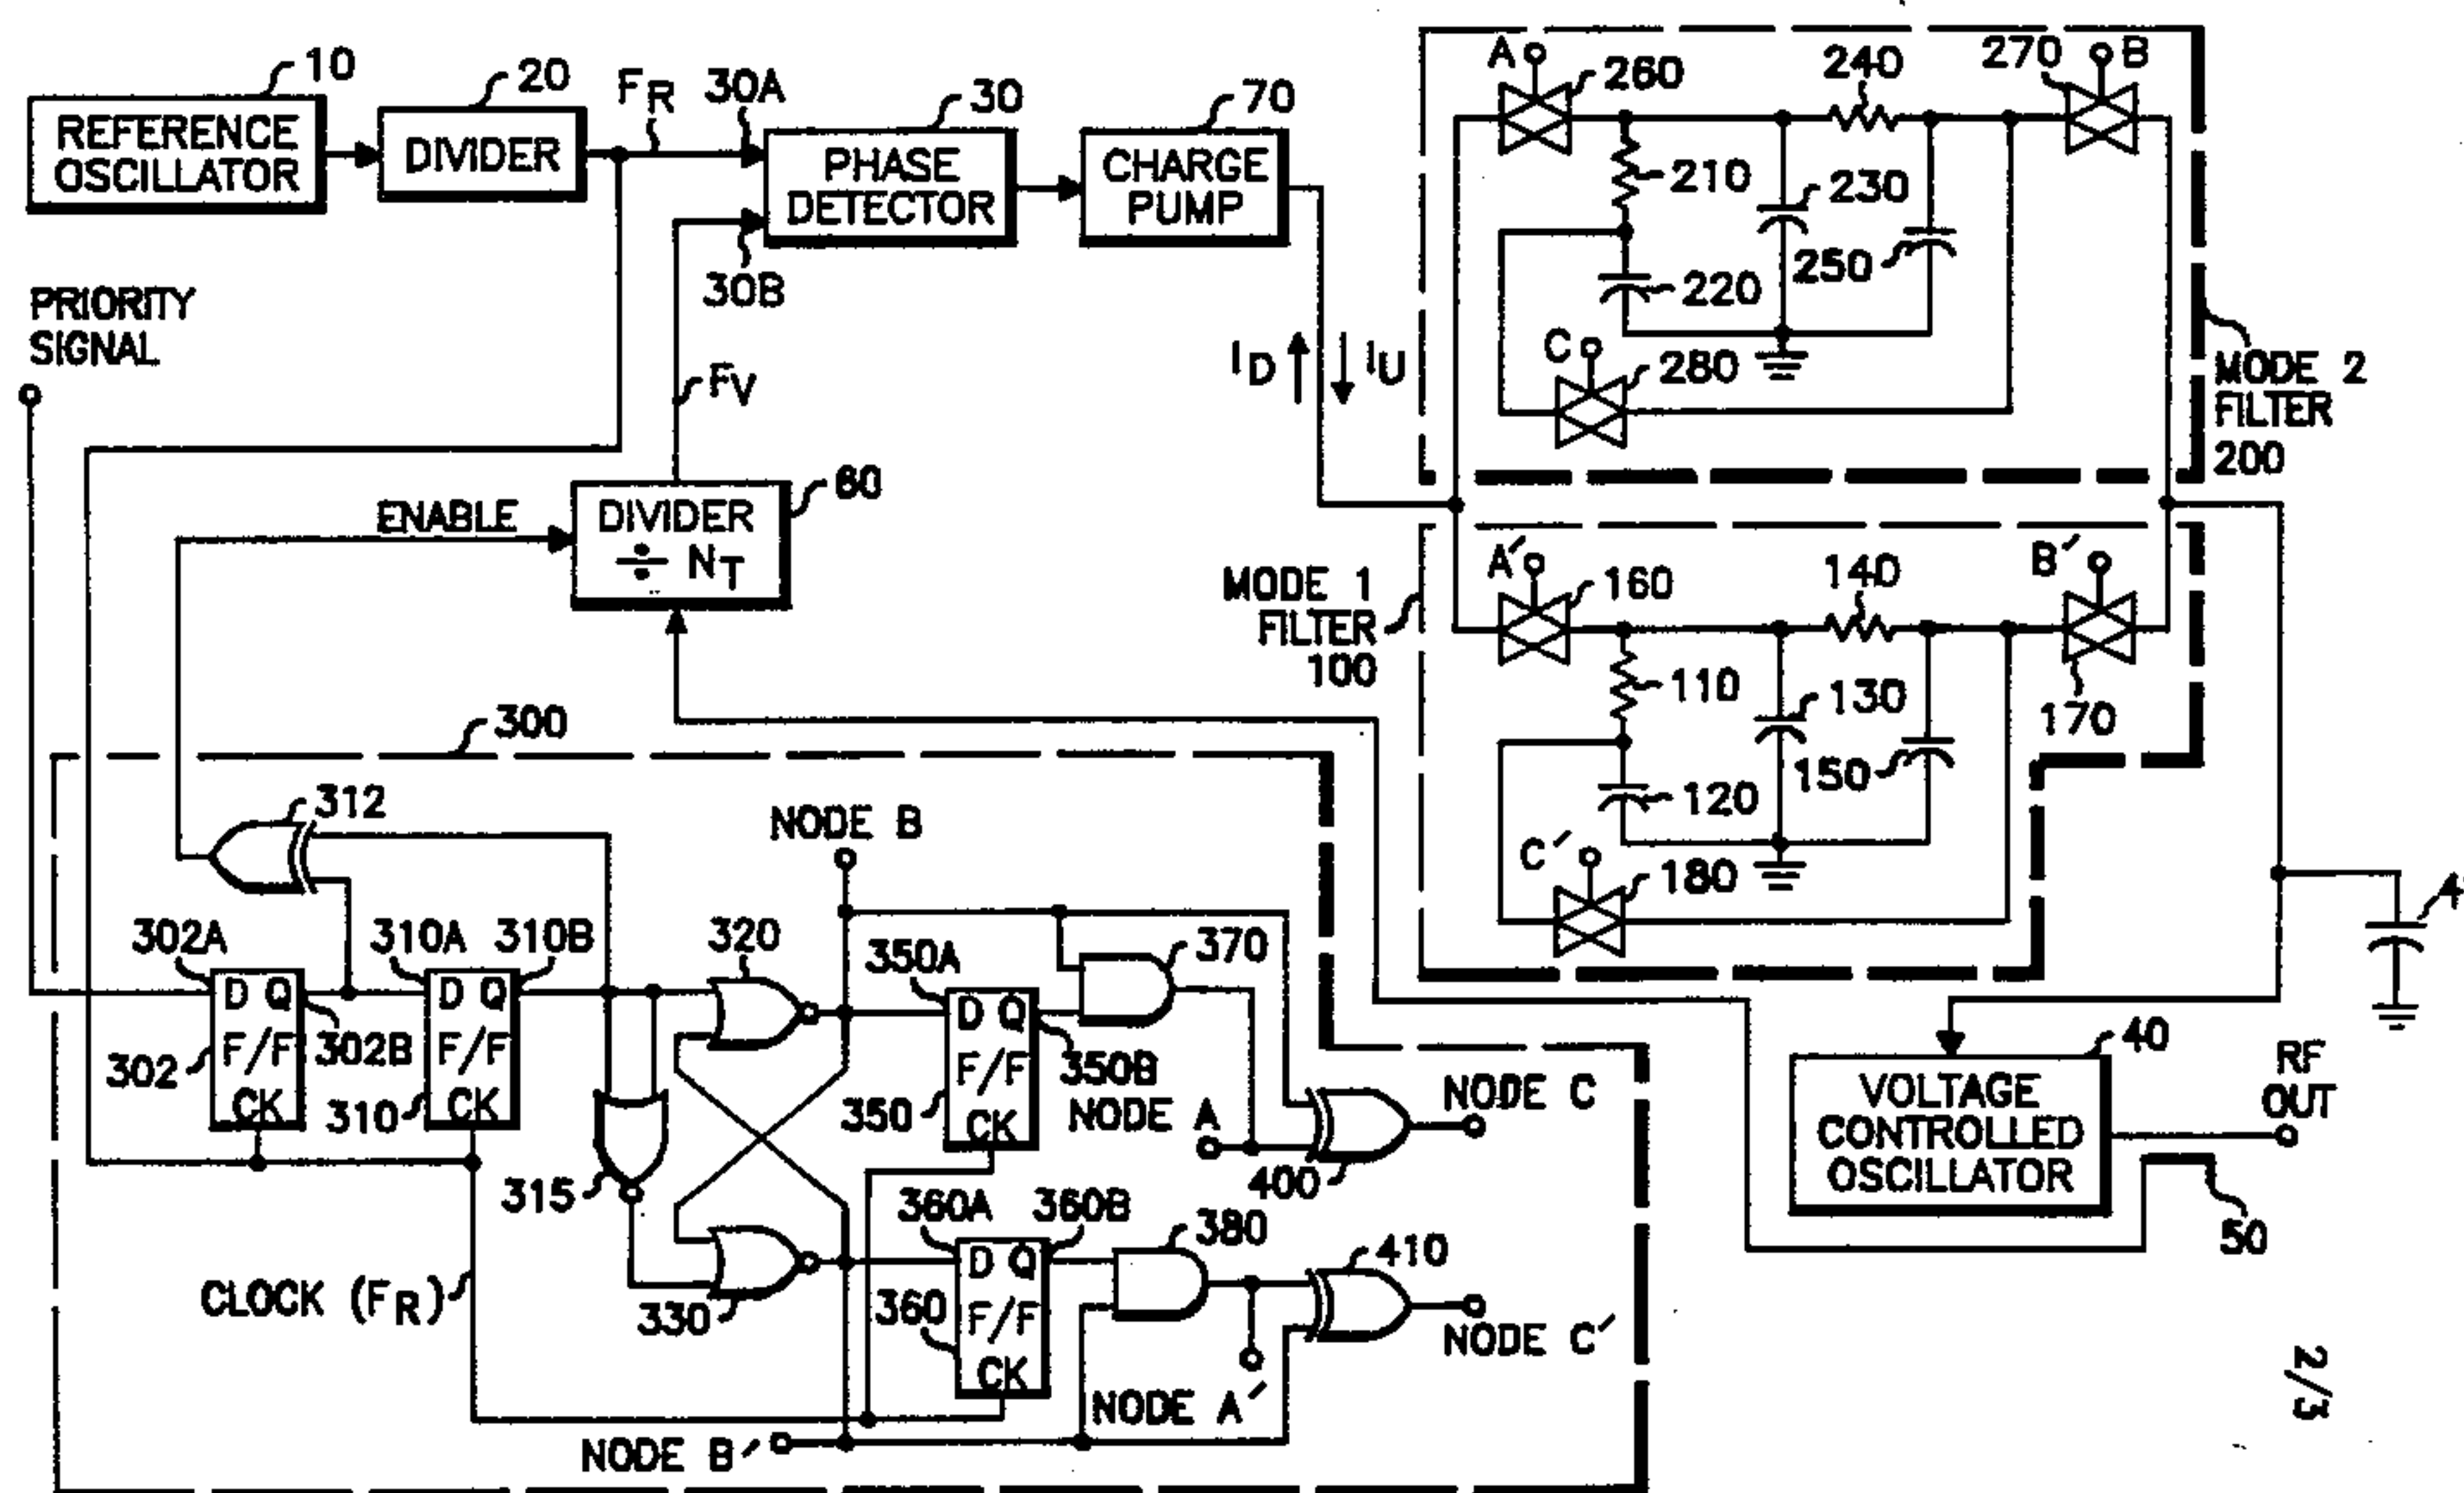 10
REFERENCE
OSCILLATOR
20
DIVIDER
FR
30A
30
PHASE
DETECTOR
30B
70
CHARGE
PUMP
A
260
240
270
B
210
230
250
220
C
280
MODE 2
FILTER
200
PRIORITY
SIGNAL
ID
IU
FV
ENABLE
60
DIVIDER
÷ NT
MODE 1
FILTER
100
A'
160
140
B'
170
110
130
150
120
C'
180
300
312
NODE B
302A
310A
310B
320
350A
370
D Q
F/F
CK
302
302B
D Q
F/F
CK
310
D Q
F/F
CK
350
350B
NODE A
NODE C
400
315
330
360A
360B
380
410
D Q
F/F
CK
360
NODE A'
NODE C'
CLOCK (FR)
NODE B'
40
VOLTAGE
CONTROLLED
OSCILLATOR
RF
OUT
50
2/3